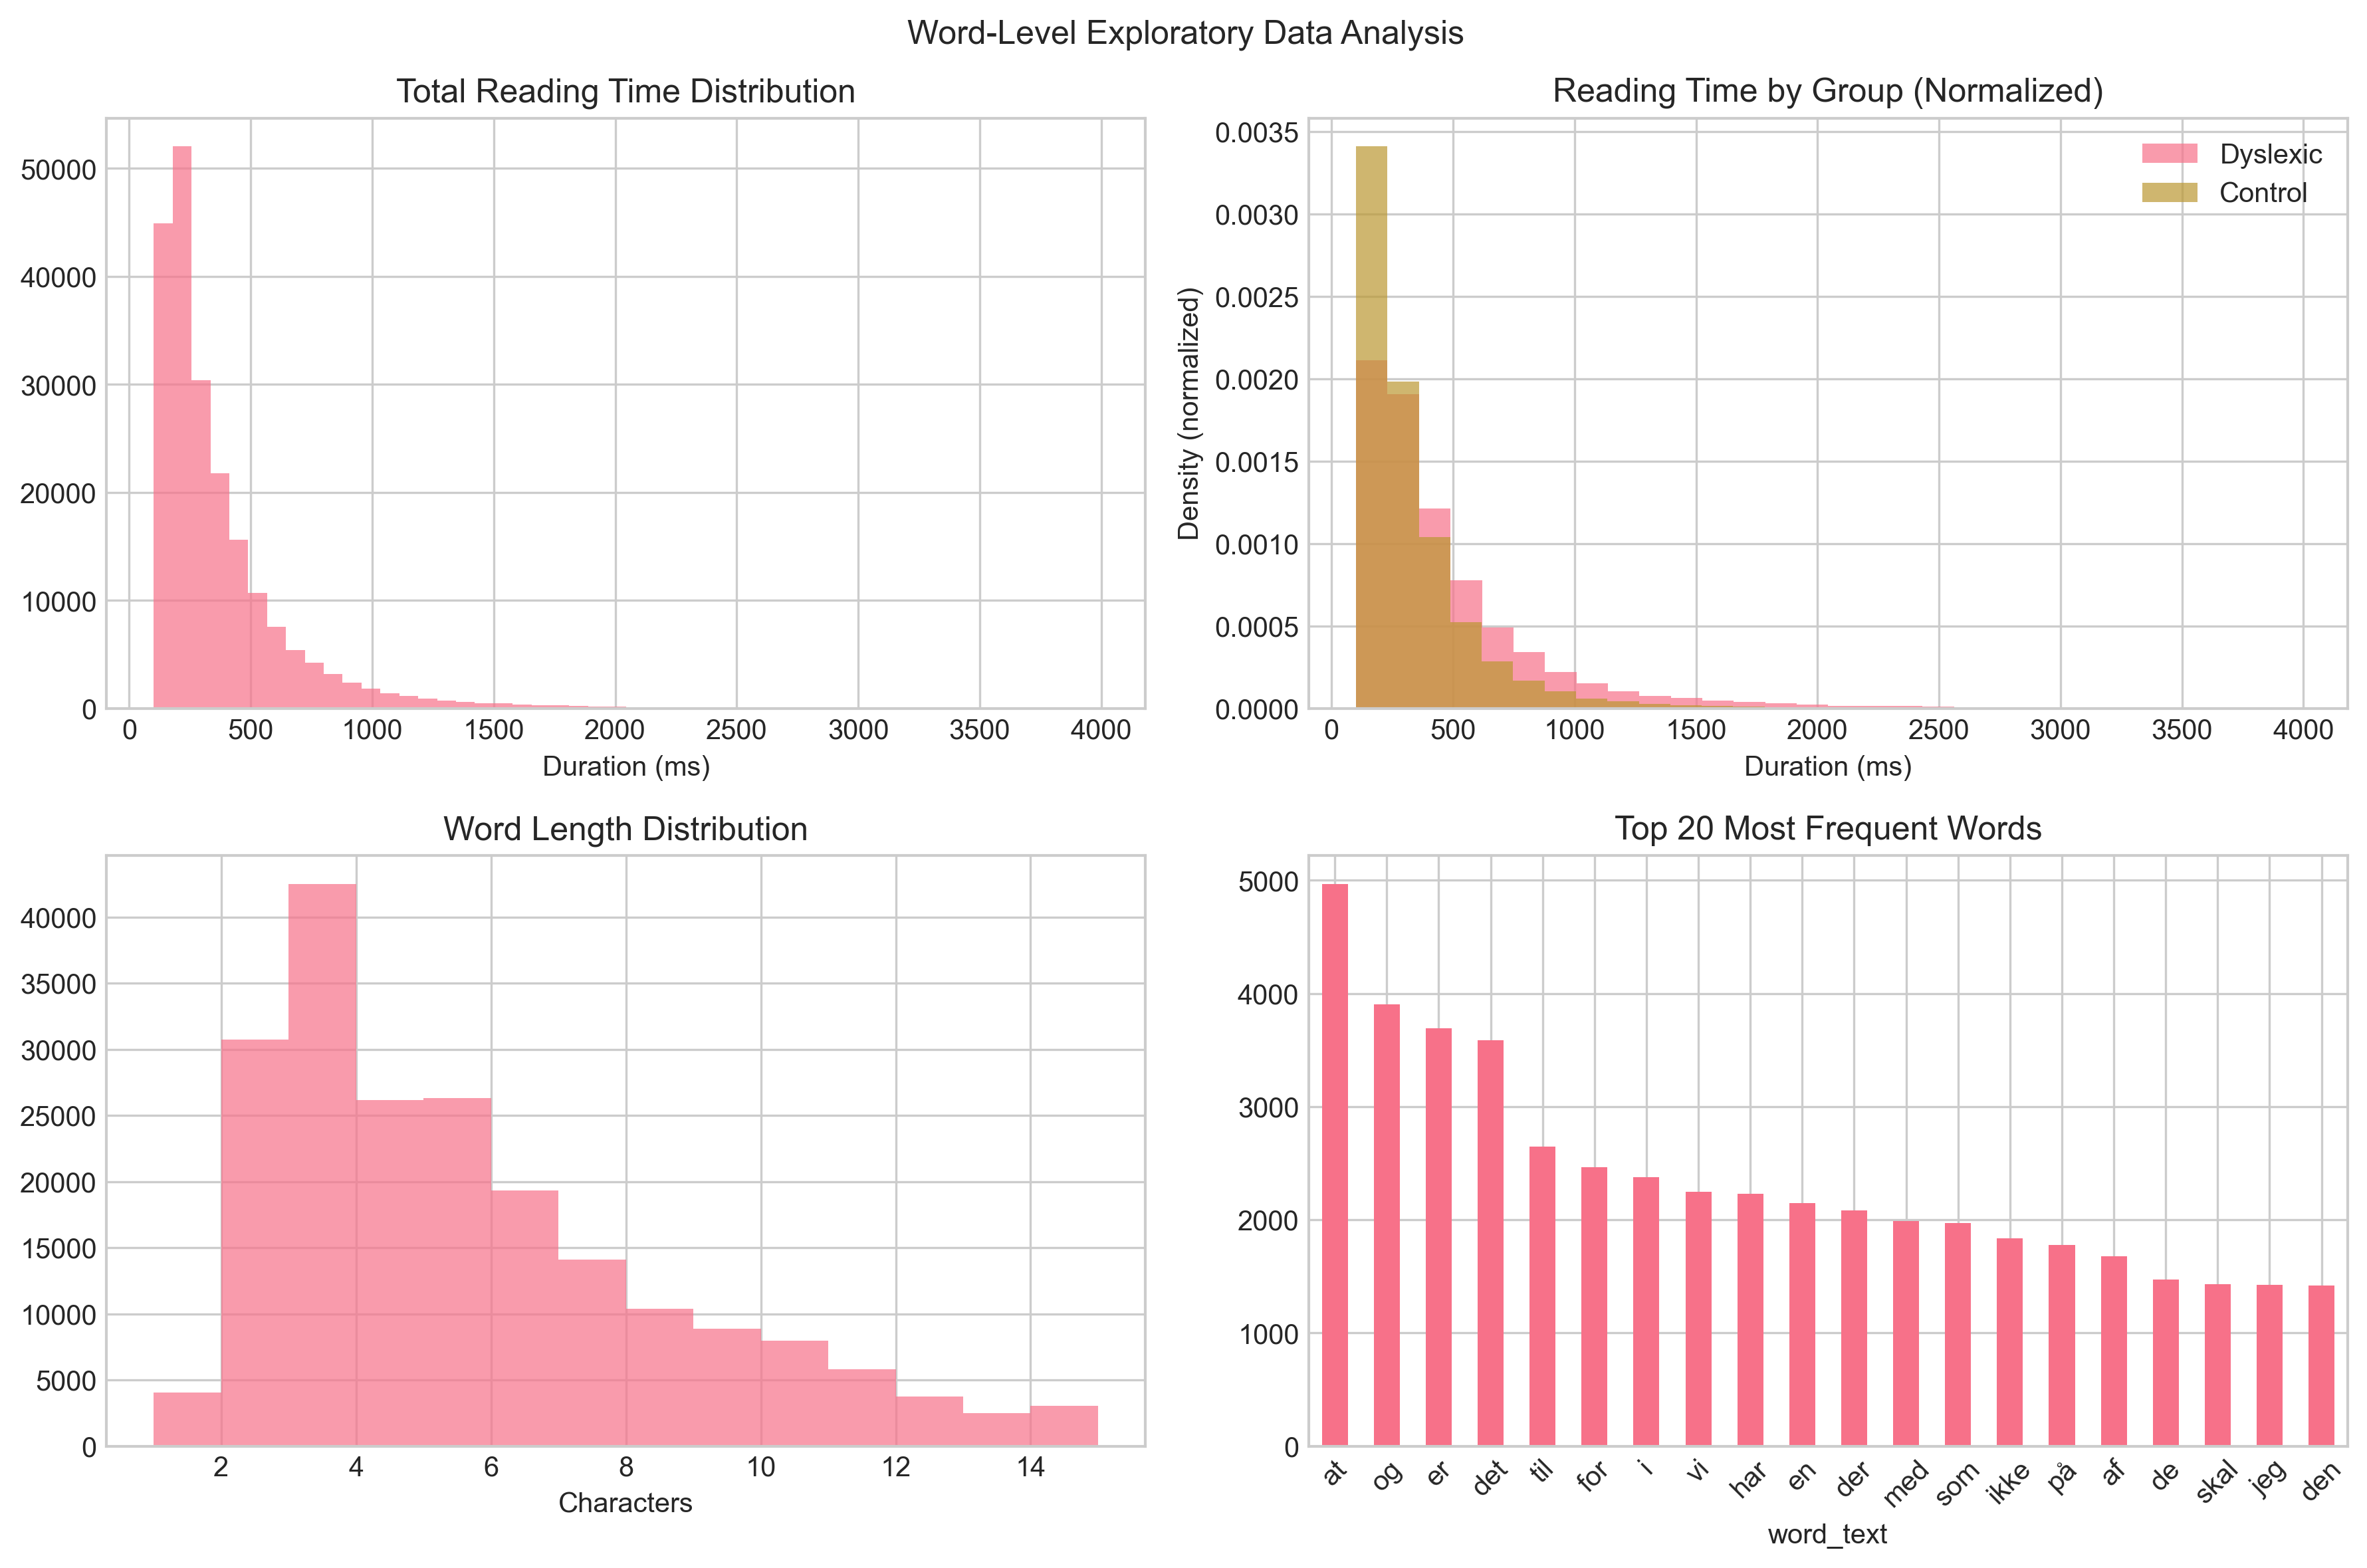 Word-Level Exploratory Data Analysis
Total Reading Time Distribution
50000
40000
30000
20000
10000
0
0 500 1000 1500 2000 2500 3000 3500 4000
Duration (ms)
Reading Time by Group (Normalized)
Dyslexic
Control
Density (normalized)
0.0035
0.0030
0.0025
0.0020
0.0015
0.0010
0.0005
0.0000
0 500 1000 1500 2000 2500 3000 3500 4000
Duration (ms)
Word Length Distribution
40000
35000
30000
25000
20000
15000
10000
5000
0
2 4 6 8 10 12 14
Characters
Top 20 Most Frequent Words
5000
4000
3000
2000
1000
0
at og er det til for i vi har en der med som ikke på af de skal jeg den
word_text